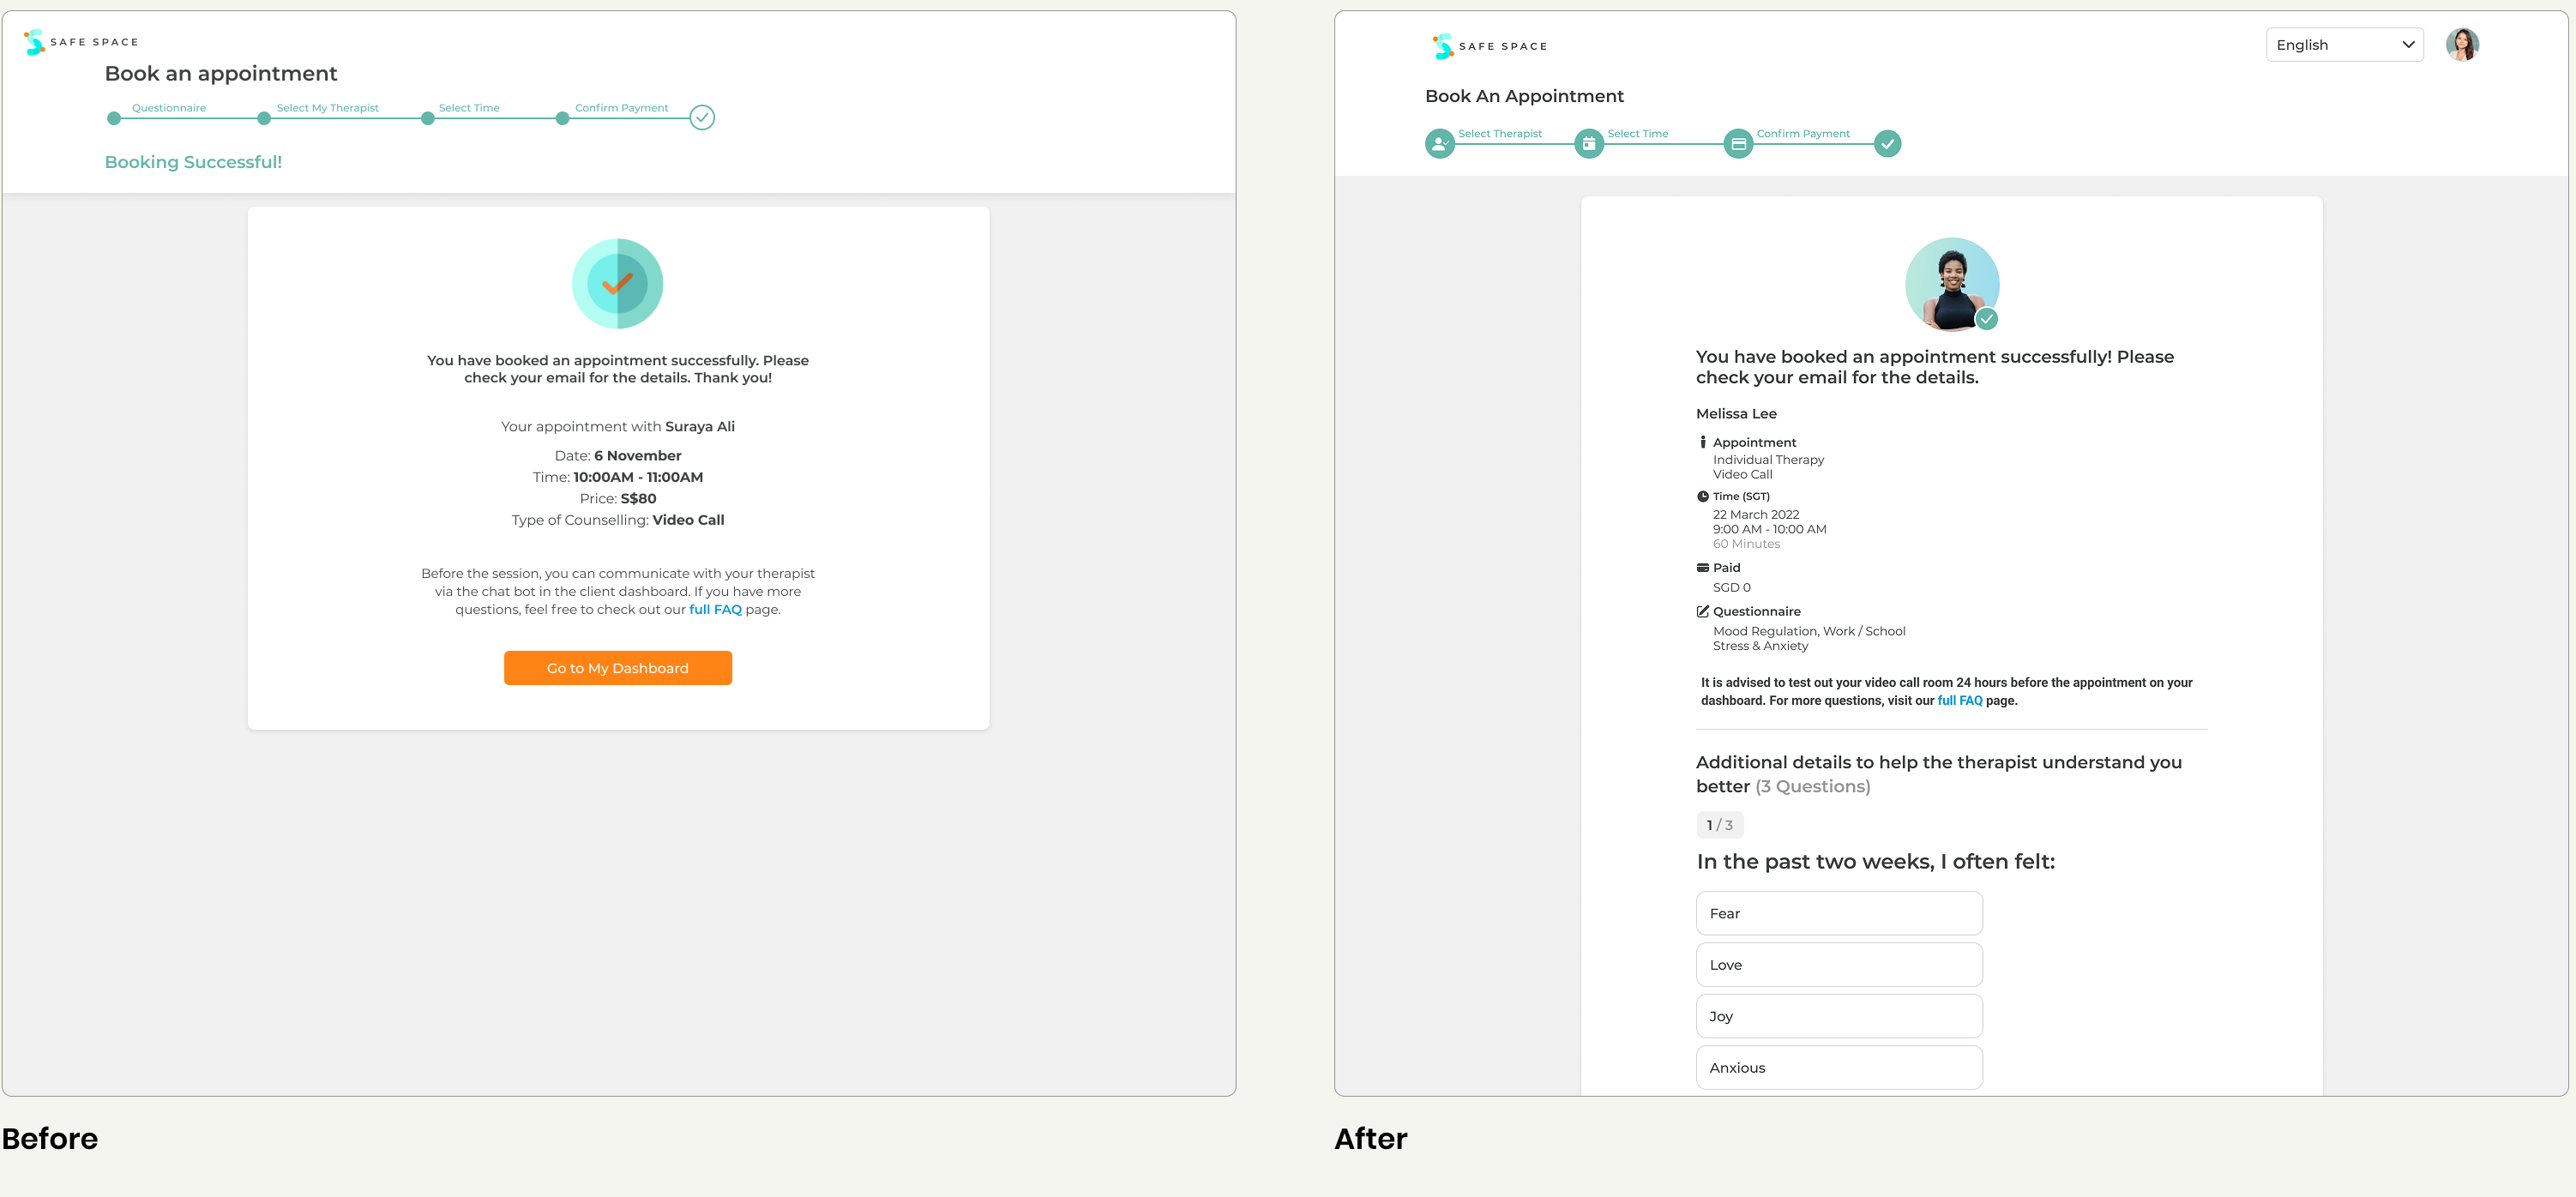 SAFE SPACE
Book an appointment
Questionnaire
Select My Therapist
Select Time
Confirm Payment
Booking Successful!
You have booked an appointment successfully. Please
check your email for the details. Thank you!
Your appointment with Suraya Ali
Date: 6 November
Time: 10:00AM - 11:00AM
Price: S$80
Type of Counselling: Video Call
Before the session, you can communicate with your therapist
via the chat bot in the client dashboard. If you have more
questions, feel free to check out our full FAQ page.
Go to My Dashboard
Before
SAFE SPACE
English
Book An Appointment
Select Therapist
Select Time
Confirm Payment
You have booked an appointment successfully! Please
check your email for the details.
Melissa Lee
Appointment
Individual Therapy
Video Call
Time (SGT)
22 March 2022
9:00 AM - 10:00 AM
60 Minutes
Paid
SGD 0
Questionnaire
Mood Regulation, Work / School
Stress & Anxiety
It is advised to test out your video call room 24 hours before the appointment on your
dashboard. For more questions, visit our full FAQ page.
Additional details to help the therapist understand you
better (3 Questions)
1 / 3
In the past two weeks, I often felt:
Fear
Love
Joy
Anxious
After